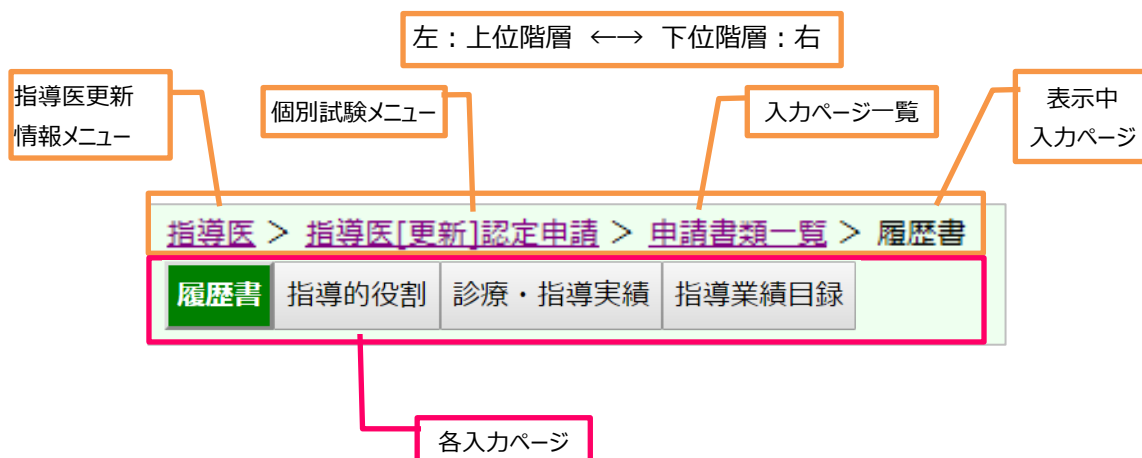 左：上位階層 ←→ 下位階層：右
指導医更新
情報メニュー
個別試験メニュー
入力ページ一覧
表示中
入力ページ
指導医 > 指導医[更新]認定申請 > 申請書類一覧 > 履歴書
履歴書 指導的役割 診療・指導実績 指導業績目録
各入力ページ